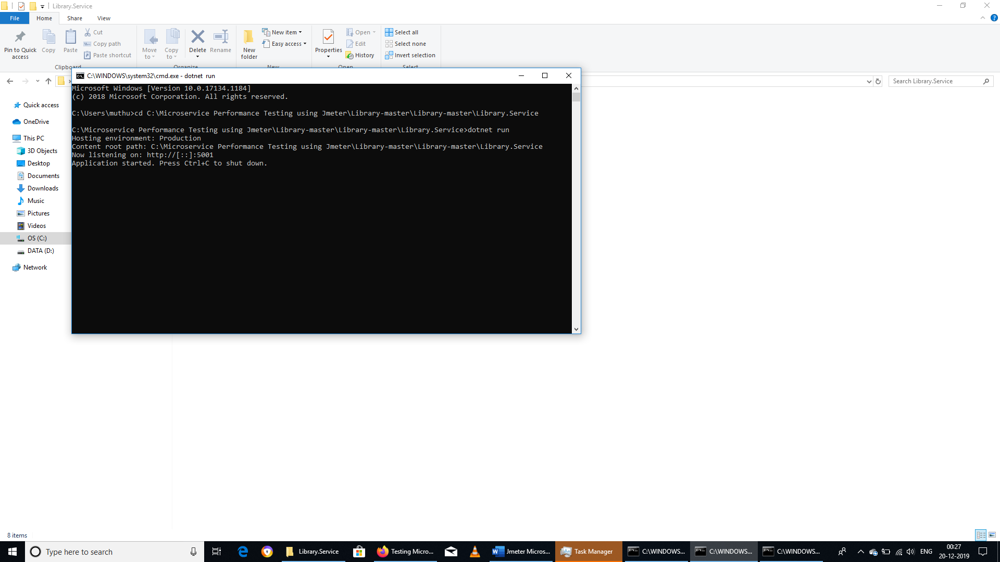 Library.Service
File
Home
Share
View
Pin to Quick access
Copy
Paste
Cut
Copy path
Paste shortcut
Clipboard
Move to
Copy to
Delete
Rename
Organize
New folder
New item
Easy access
New
Properties
Open
Edit
History
Open
Select all
Select none
Invert selection
Select
Search Library.Service
C:\WINDOWS\system32\cmd.exe - dotnet run
Microsoft Windows [Version 10.0.17134.1184]
(c) 2018 Microsoft Corporation. All rights reserved.
C:\Users\muthu>cd C:\Microservice Performance Testing using Jmeter\Library-master\Library-master\Library.Service
C:\Microservice Performance Testing using Jmeter\Library-master\Library-master\Library.Service>dotnet run
Hosting environment: Production
Content root path: C:\Microservice Performance Testing using Jmeter\Library-master\Library-master\Library.Service
Now listening on: http://[::]:5001
Application started. Press Ctrl+C to shut down.
Quick access
OneDrive
This PC
3D Objects
Desktop
Documents
Downloads
Music
Pictures
Videos
OS (C:)
DATA (D:)
Network
8 items
Type here to search
Library.Service
Testing Micro...
Jmeter Micros...
Task Manager
C:\WINDOWS...
C:\WINDOWS...
C:\WINDOWS...
ENG
00:27
20-12-2019